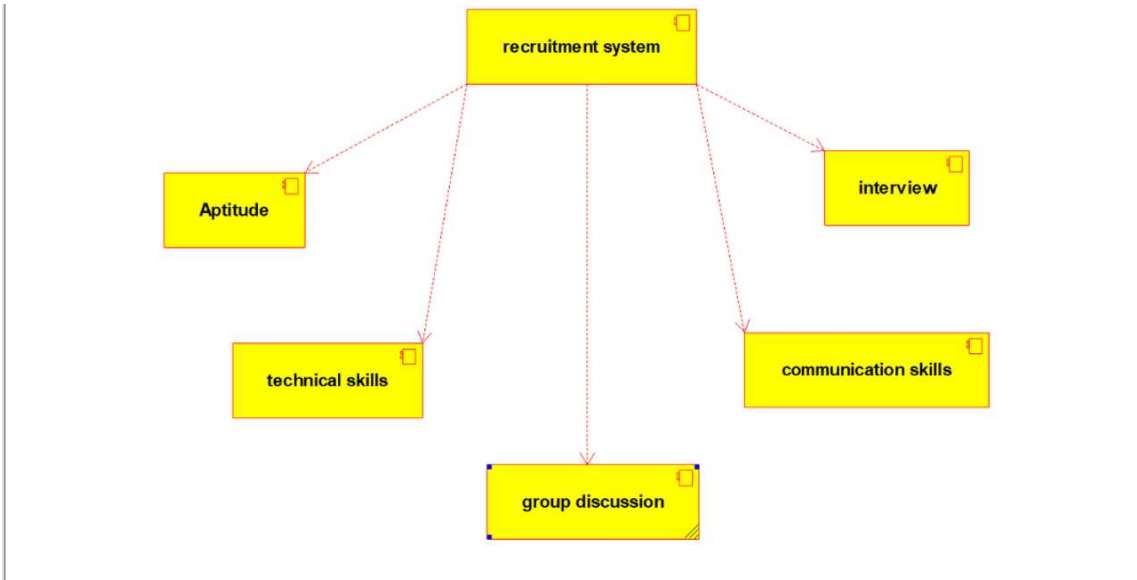 recruitment system
interview
Aptitude
communication skills
technical skills
group discussion